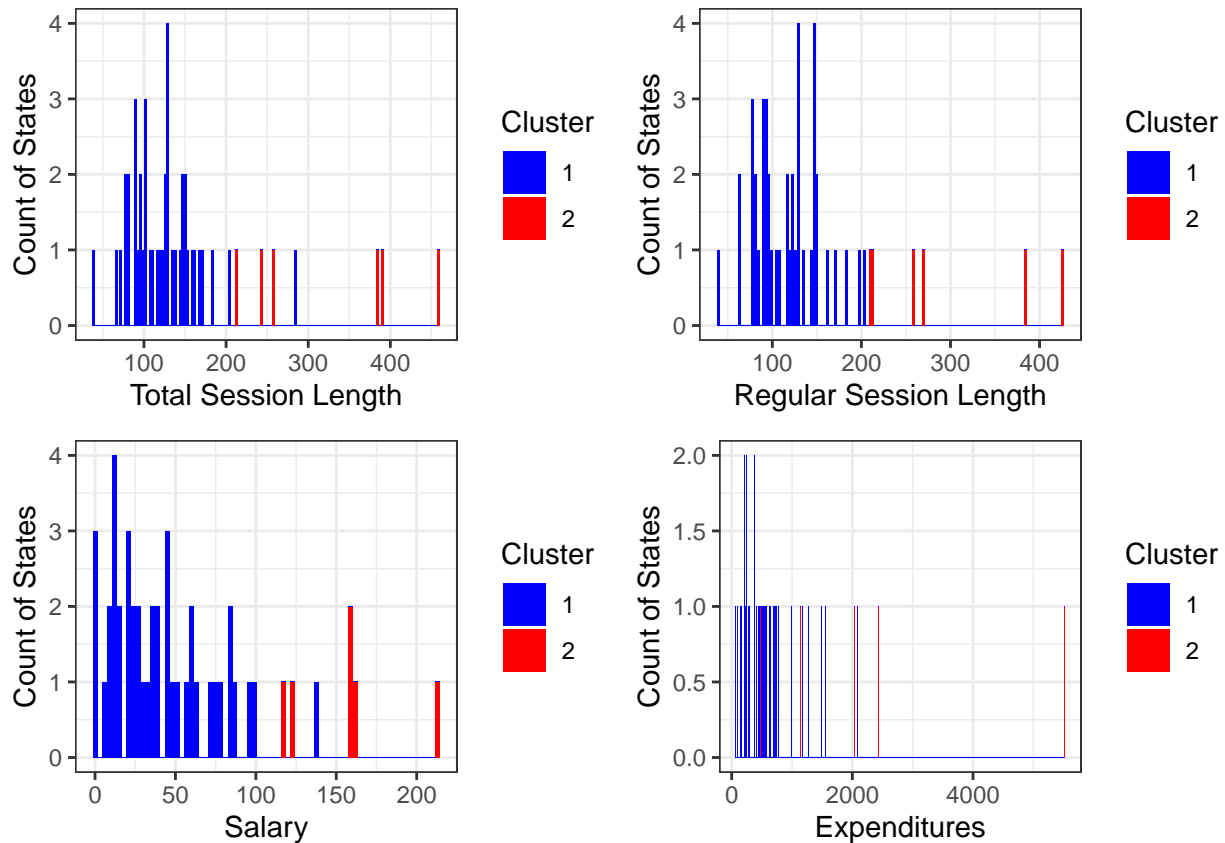 4
3
2
1
0
Count of States
100 200 300 400
Total Session Length
Cluster
1
2
4
3
2
1
0
Count of States
100 200 300 400
Regular Session Length
Cluster
1
2
4
3
2
1
0
Count of States
0 50 100 150 200
Salary
Cluster
1
2
2.0
1.5
1.0
0.5
0.0
Count of States
0 2000 4000
Expenditures
Cluster
1
2